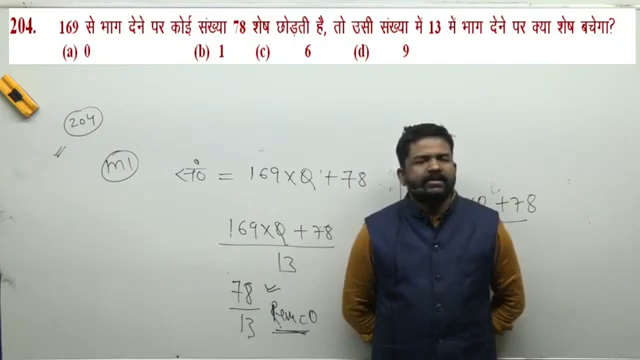 204. 169 से भाग देने पर कोई संख्या 78 शेष छोड़ती है, तो उसी संख्या में 13 में भाग देने पर क्या शेष बचेगा?
(a) 0 (b) 1 (c) 6 (d) 9
204
M1
सं० = 169×Q + 78
169×Q + 78
13
78
13
Rem = 0
Q + 78